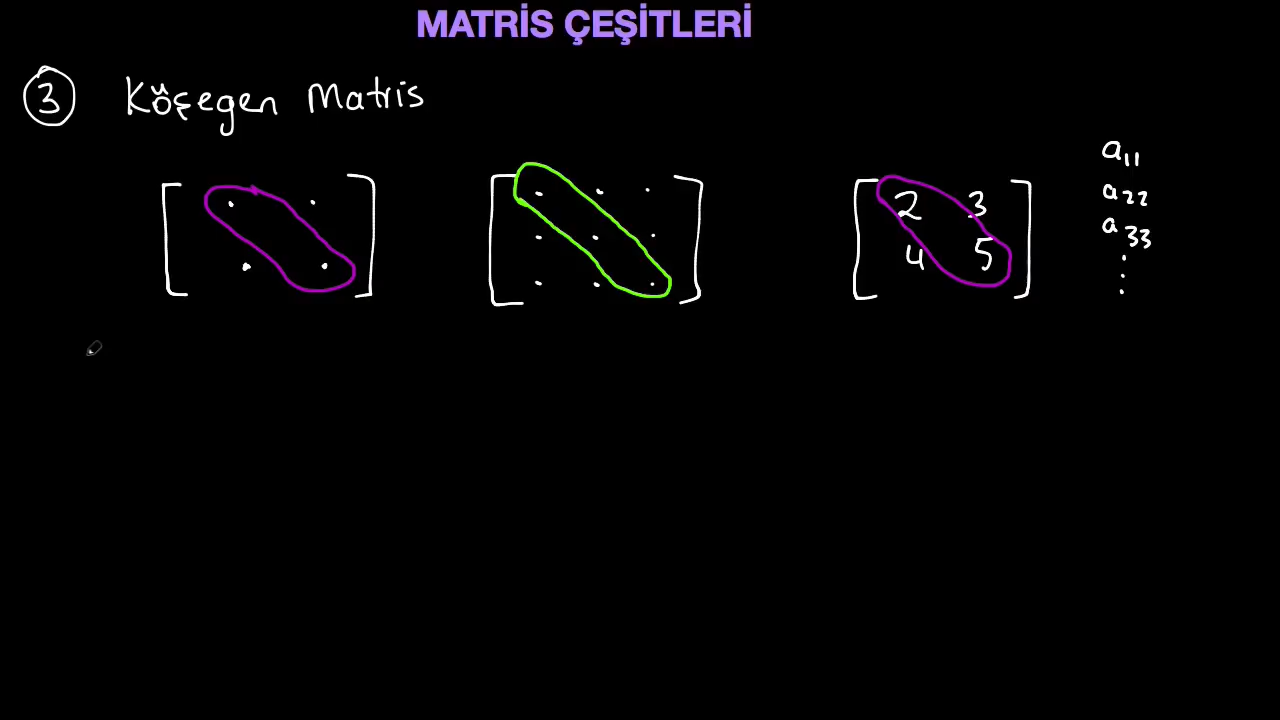 MATRİS ÇEŞİTLERİ
3 Köşegen Matris
2 3
4 5
a11
a22
a33